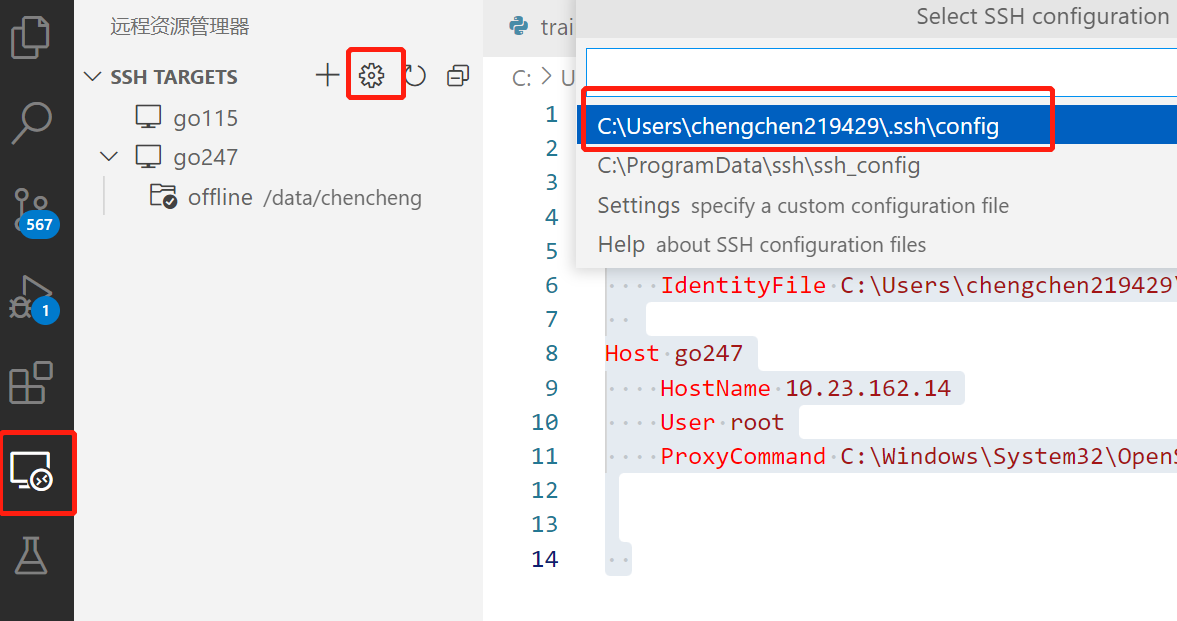 远程资源管理器
SSH TARGETS
go115
go247
offline /data/chencheng
567
1
Select SSH configuration
C:\Users\chengchen219429\.ssh\config
C:\ProgramData\ssh\ssh_config
Settings specify a custom configuration file
Help about SSH configuration files
trai
C: > U
1
2
3
4
5
6 IdentityFile C:\Users\chengchen219429\
7
8 Host go247
9 HostName 10.23.162.14
10 User root
11 ProxyCommand C:\Windows\System32\OpenS
12
13
14